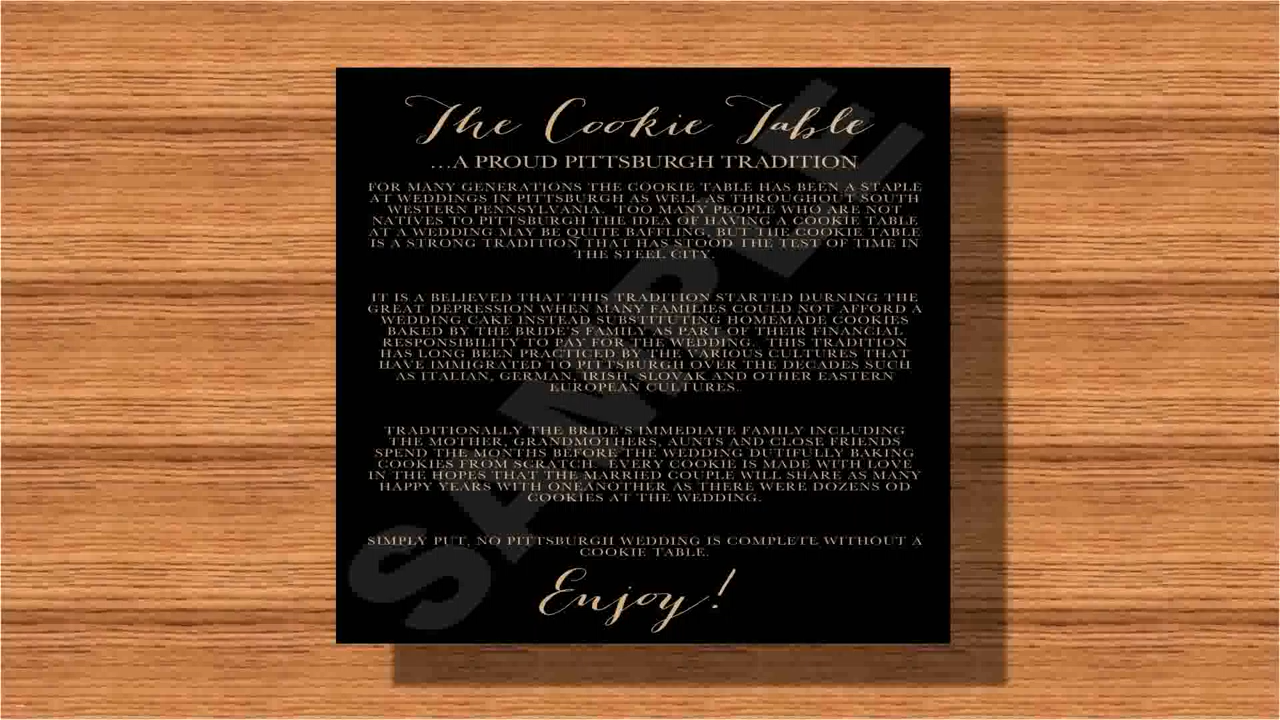 The Cookie Table
...A PROUD PITTSBURGH TRADITION
FOR MANY GENERATIONS THE COOKIE TABLE HAS BEEN A STAPLE
AT WEDDINGS IN PITTSBURGH AS WELL AS THROUGHOUT SOUTH
WESTERN PENNSYLVANIA. TOO MANY PEOPLE WHO ARE NOT
NATIVES TO PITTSBURGH THE IDEA OF HAVING A COOKIE TABLE
AT A WEDDING MAY BE QUITE BAFFLING, BUT THE COOKIE TABLE
IS A STRONG TRADITION THAT HAS STOOD THE TEST OF TIME IN
THE STEEL CITY.
IT IS A BELIEVED THAT THIS TRADITION STARTED DURNING THE
GREAT DEPRESSION WHEN MANY FAMILIES COULD NOT AFFORD A
WEDDING CAKE INSTEAD SUBSTITUTING HOMEMADE COOKIES
BAKED BY THE BRIDE'S FAMILY AS PART OF THEIR FINANCIAL
RESPONSIBILITY TO PAY FOR THE WEDDING. THIS TRADITION
HAS LONG BEEN PRACTICED BY THE VARIOUS CULTURES THAT
HAVE IMMIGRATED TO PITTSBURGH OVER THE DECADES SUCH
AS ITALIAN, GERMAN, IRISH, SLOVAK AND OTHER EASTERN
EUROPEAN CULTURES.
TRADITIONALLY THE BRIDE'S IMMEDIATE FAMILY INCLUDING
THE MOTHER, GRANDMOTHERS, AUNTS AND CLOSE FRIENDS
SPEND THE MONTHS BEFORE THE WEDDING DUTIFULLY BAKING
COOKIES FROM SCRATCH. EVERY COOKIE IS MADE WITH LOVE
IN THE HOPES THAT THE MARRIED COUPLE WILL SHARE AS MANY
HAPPY YEARS WITH ONEANOTHER AS THERE WERE DOZENS OD
COOKIES AT THE WEDDING.
SIMPLY PUT, NO PITTSBURGH WEDDING IS COMPLETE WITHOUT A
COOKIE TABLE.
Enjoy!
SAMPLE